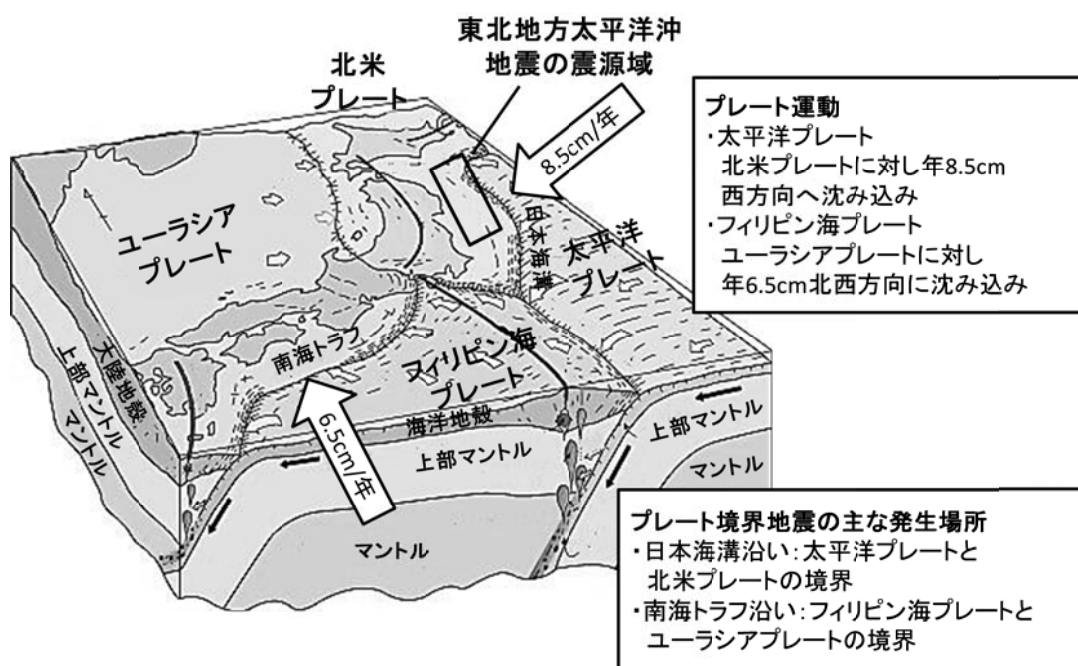 東北地方太平洋沖
地震の震源域
北米
プレート
8.5cm/年
プレート運動
・太平洋プレート
北米プレートに対し年8.5cm
西方向へ沈み込み
・フィリピン海プレート
ユーラシアプレートに対し
年6.5cm北西方向に沈み込み
ユーラシア
プレート
日本海溝
太平洋
プレート
南海トラフ
フィリピン海
プレート
6.5cm/年
大陸地殻
上部マントル
マントル
海洋地殻
上部マントル
マントル
上部マントル
マントル
プレート境界地震の主な発生場所
・日本海溝沿い:太平洋プレートと
北米プレートの境界
・南海トラフ沿い:フィリピン海プレートと
ユーラシアプレートの境界